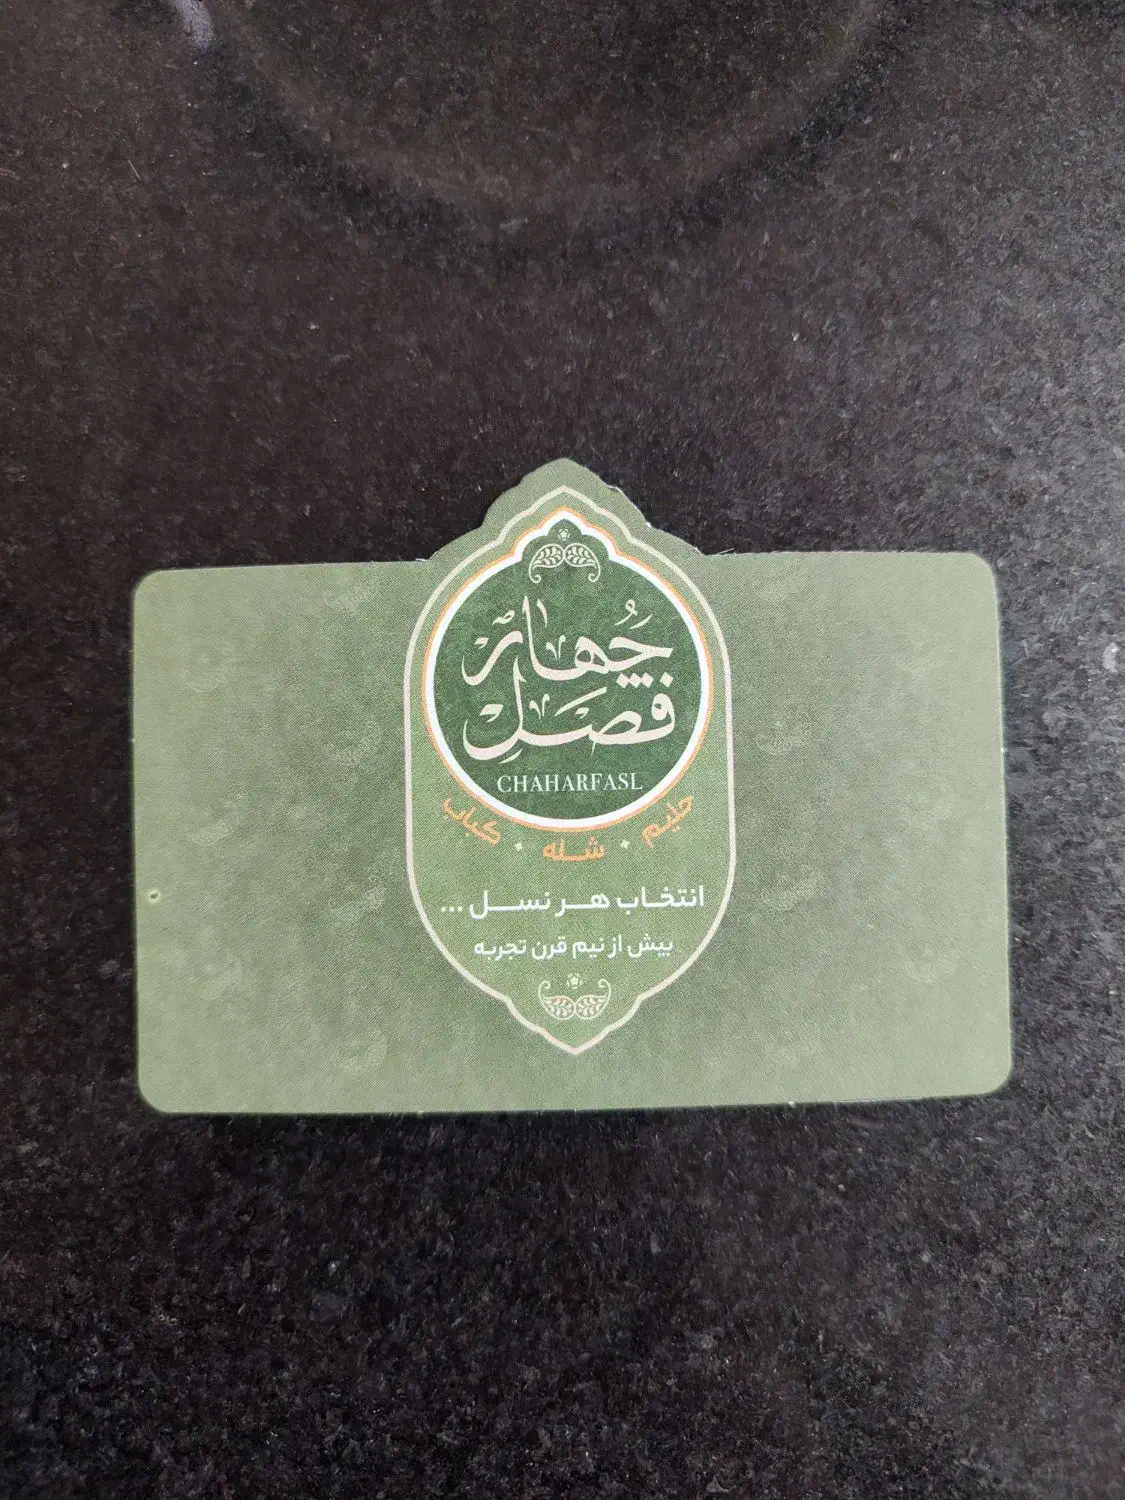 چهار
فصل
CHAHARFASL
حلیم · شله · کباب
انتخاب هر نسل ...
بیش از نیم قرن تجربه